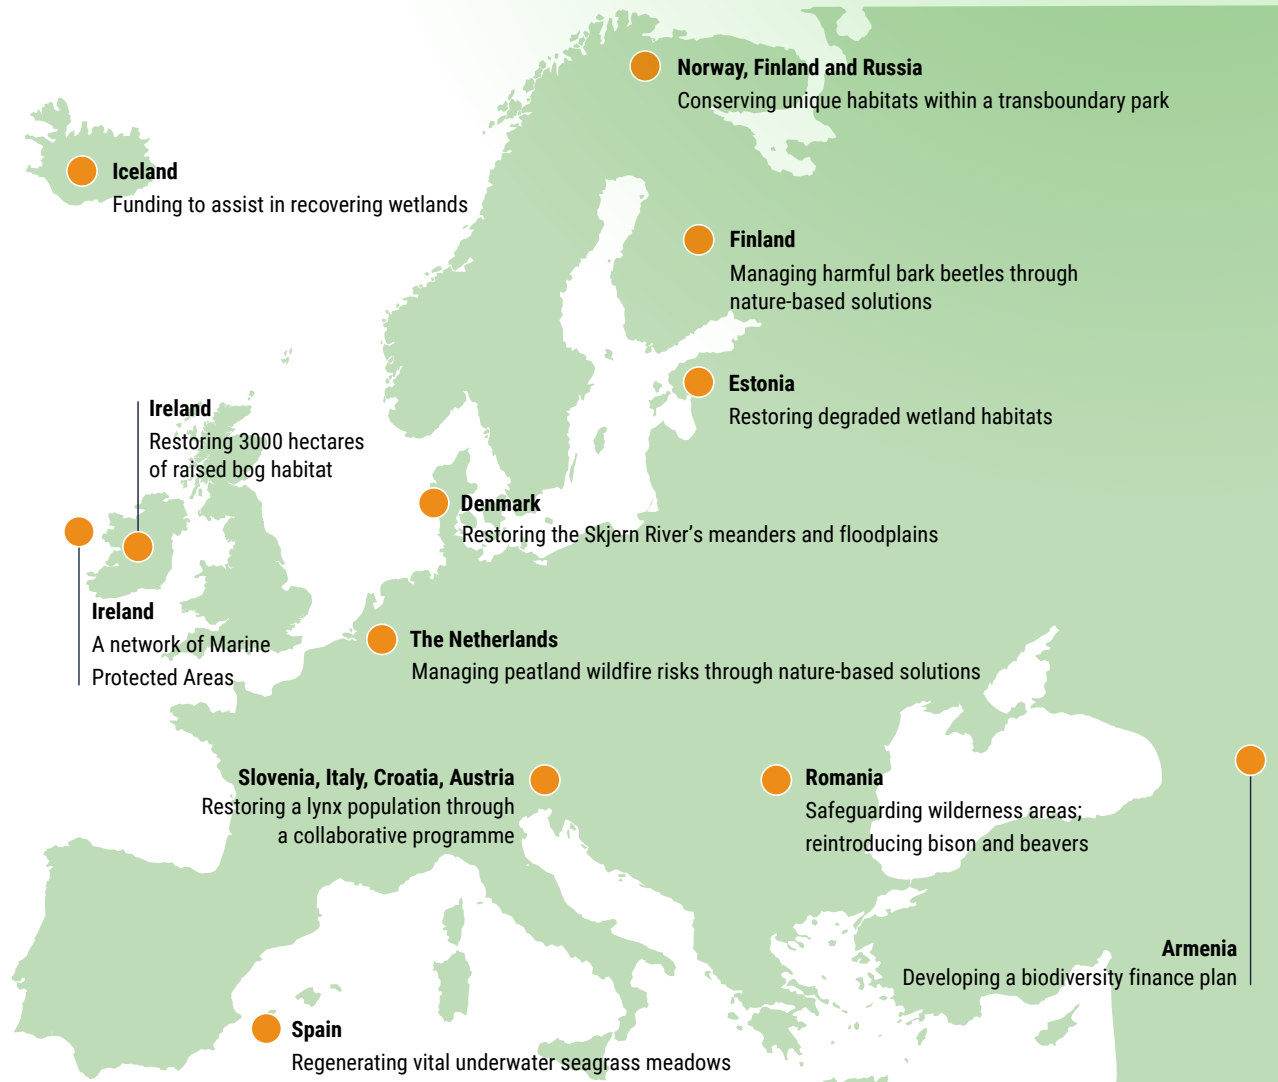 Norway, Finland and Russia
Conserving unique habitats within a transboundary park
Iceland
Funding to assist in recovering wetlands
Finland
Managing harmful bark beetles through
nature-based solutions
Estonia
Restoring degraded wetland habitats
Ireland
Restoring 3000 hectares
of raised bog habitat
Denmark
Restoring the Skjern River’s meanders and floodplains
Ireland
A network of Marine
Protected Areas
The Netherlands
Managing peatland wildfire risks through nature-based solutions
Slovenia, Italy, Croatia, Austria
Restoring a lynx population through
a collaborative programme
Romania
Safeguarding wilderness areas;
reintroducing bison and beavers
Armenia
Developing a biodiversity finance plan
Spain
Regenerating vital underwater seagrass meadows